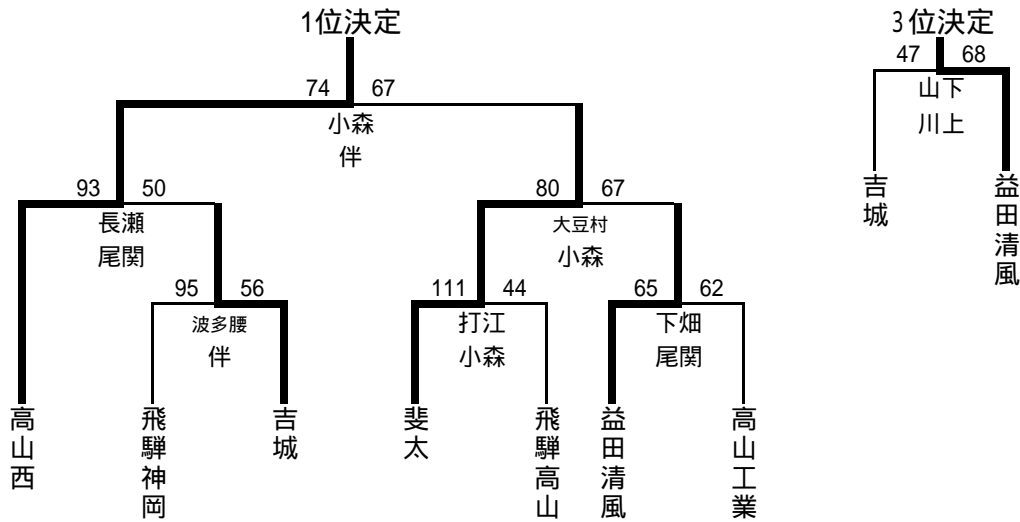 1位決定
3位決定
47 68
山下
川上
74 67
小森
伴
吉城
益田清風
93 50
長瀬
尾関
80 67
大豆村
小森
95 56
波多腰
伴
111 44
打江
小森
65 62
下畑
尾関
高山西
飛騨神岡
吉城
斐太
飛騨高山
益田清風
高山工業